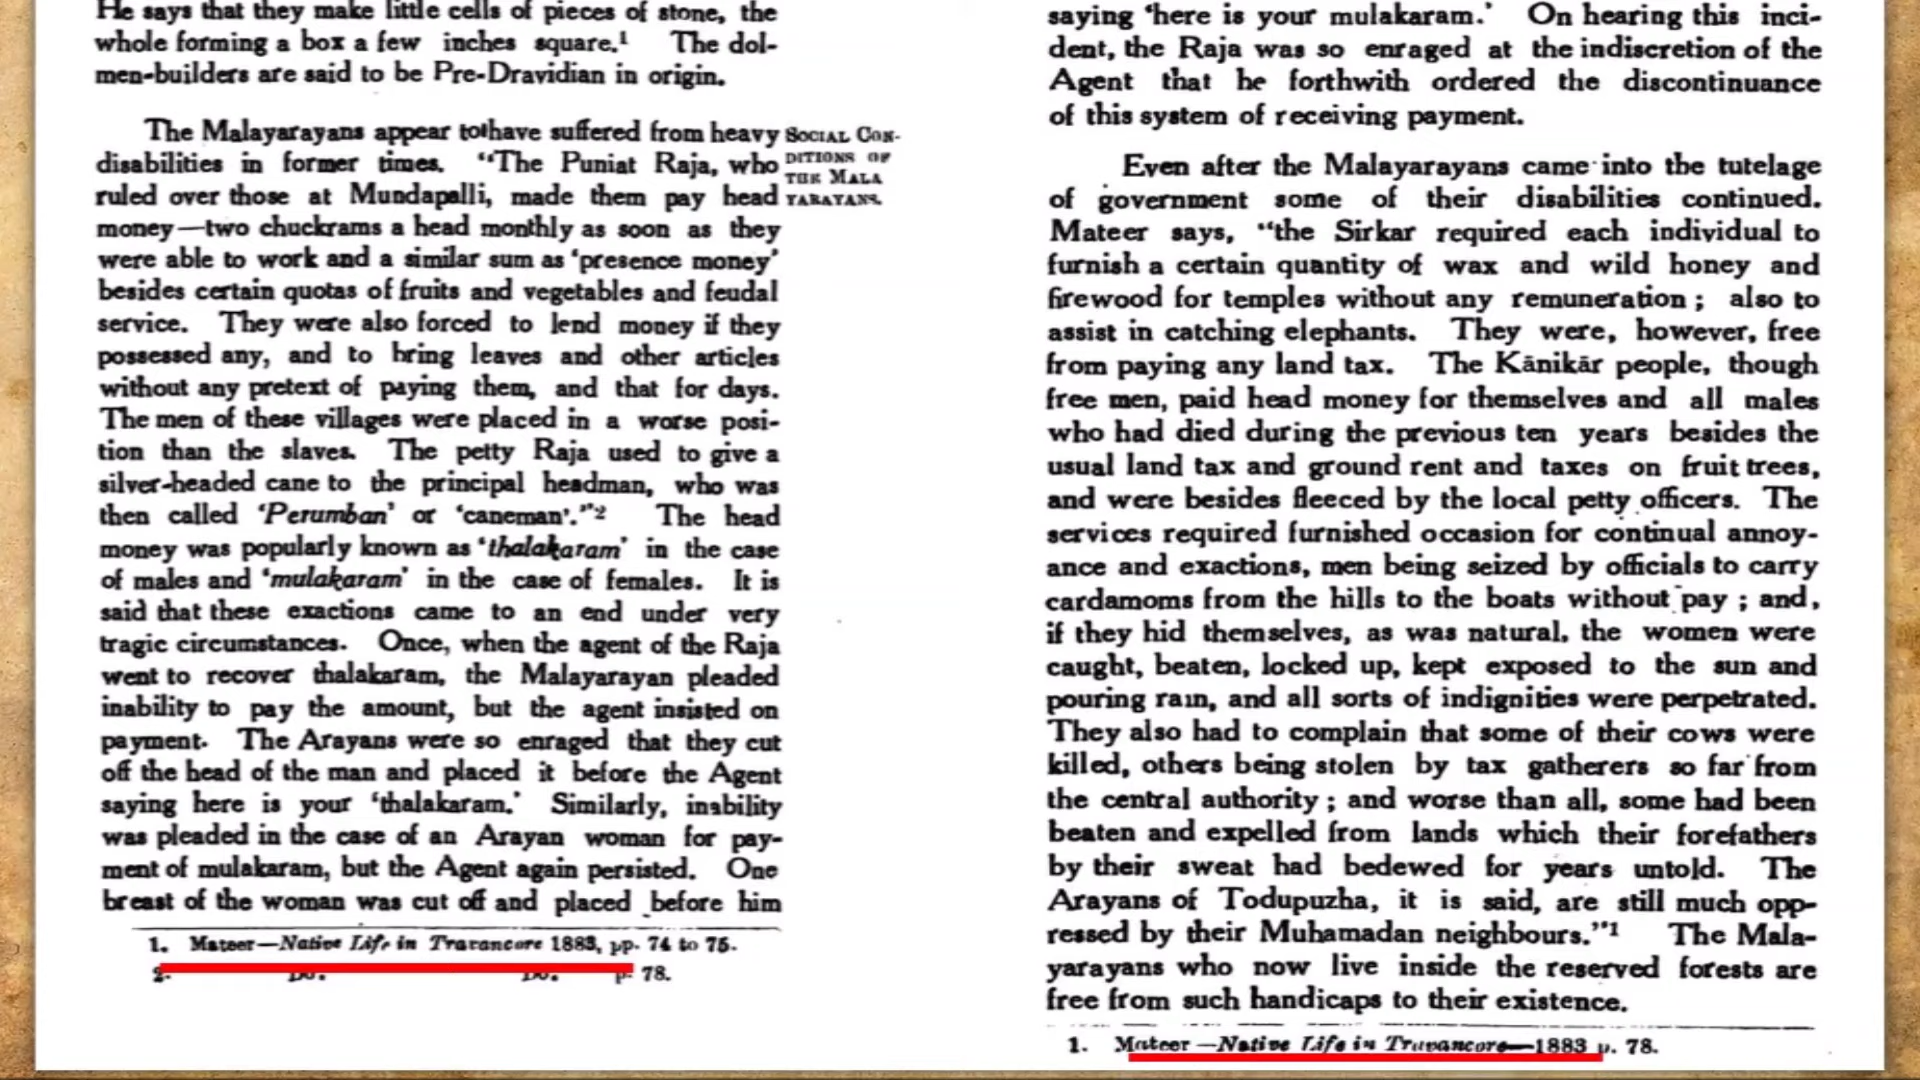 He says that they make little cells of pieces of stone, the
whole forming a box a few inches square.¹ The dol-
men-builders are said to be Pre-Dravidian in origin.
The Malayarayans appear to have suffered from heavy
disabilities in former times. “The Puniat Raja, who
ruled over those at Mundapalli, made them pay head
money—two chuckrams a head monthly as soon as they
were able to work and a similar sum as ‘presence money’
besides certain quotas of fruits and vegetables and feudal
service. They were also forced to lend money if they
possessed any, and to bring leaves and other articles
without any pretext of paying them, and that for days.
The men of these villages were placed in a worse posi-
tion than the slaves. The petty Raja used to give a
silver-headed cane to the principal headman, who was
then called ‘Perumban’ or ‘caneman’.”² The head
money was popularly known as ‘thalakaram’ in the case
of males and ‘mulakaram’ in the case of females. It is
said that these exactions came to an end under very
tragic circumstances. Once, when the agent of the Raja
went to recover thalakaram, the Malayarayan pleaded
inability to pay the amount, but the agent insisted on
payment. The Arayans were so enraged that they cut
off the head of the man and placed it before the Agent
saying here is your ‘thalakaram.’ Similarly, inability
was pleaded in the case of an Arayan woman for pay-
ment of mulakaram, but the Agent again persisted. One
breast of the woman was cut off and placed before him
SOCIAL CON-
DITIONS OF
THE MALA
YARAYANS.
1. Mateer—Native Life in Travancore 1883, pp. 74 to 75.
2. Do. Do. p. 78.
saying ‘here is your mulakaram.’ On hearing this inci-
dent, the Raja was so enraged at the indiscretion of the
Agent that he forthwith ordered the discontinuance
of this system of receiving payment.
Even after the Malayarayans came into the tutelage
of government some of their disabilities continued.
Mateer says, “the Sirkar required each individual to
furnish a certain quantity of wax and wild honey and
firewood for temples without any remuneration ; also to
assist in catching elephants. They were, however, free
from paying any land tax. The Kānikār people, though
free men, paid head money for themselves and all males
who had died during the previous ten years besides the
usual land tax and ground rent and taxes on fruit trees,
and were besides fleeced by the local petty officers. The
services required furnished occasion for continual annoy-
ance and exactions, men being seized by officials to carry
cardamoms from the hills to the boats without pay ; and,
if they hid themselves, as was natural, the women were
caught, beaten, locked up, kept exposed to the sun and
pouring rain, and all sorts of indignities were perpetrated.
They also had to complain that some of their cows were
killed, others being stolen by tax gatherers so far from
the central authority ; and worse than all, some had been
beaten and expelled from lands which their forefathers
by their sweat had bedewed for years untold. The
Arayans of Todupuzha, it is said, are still much opp-
ressed by their Muhamadan neighbours.”¹ The Mala-
yarayans who now live inside the reserved forests are
free from such handicaps to their existence.
1. Mateer —Native Life in Travancore—1883 p. 78.